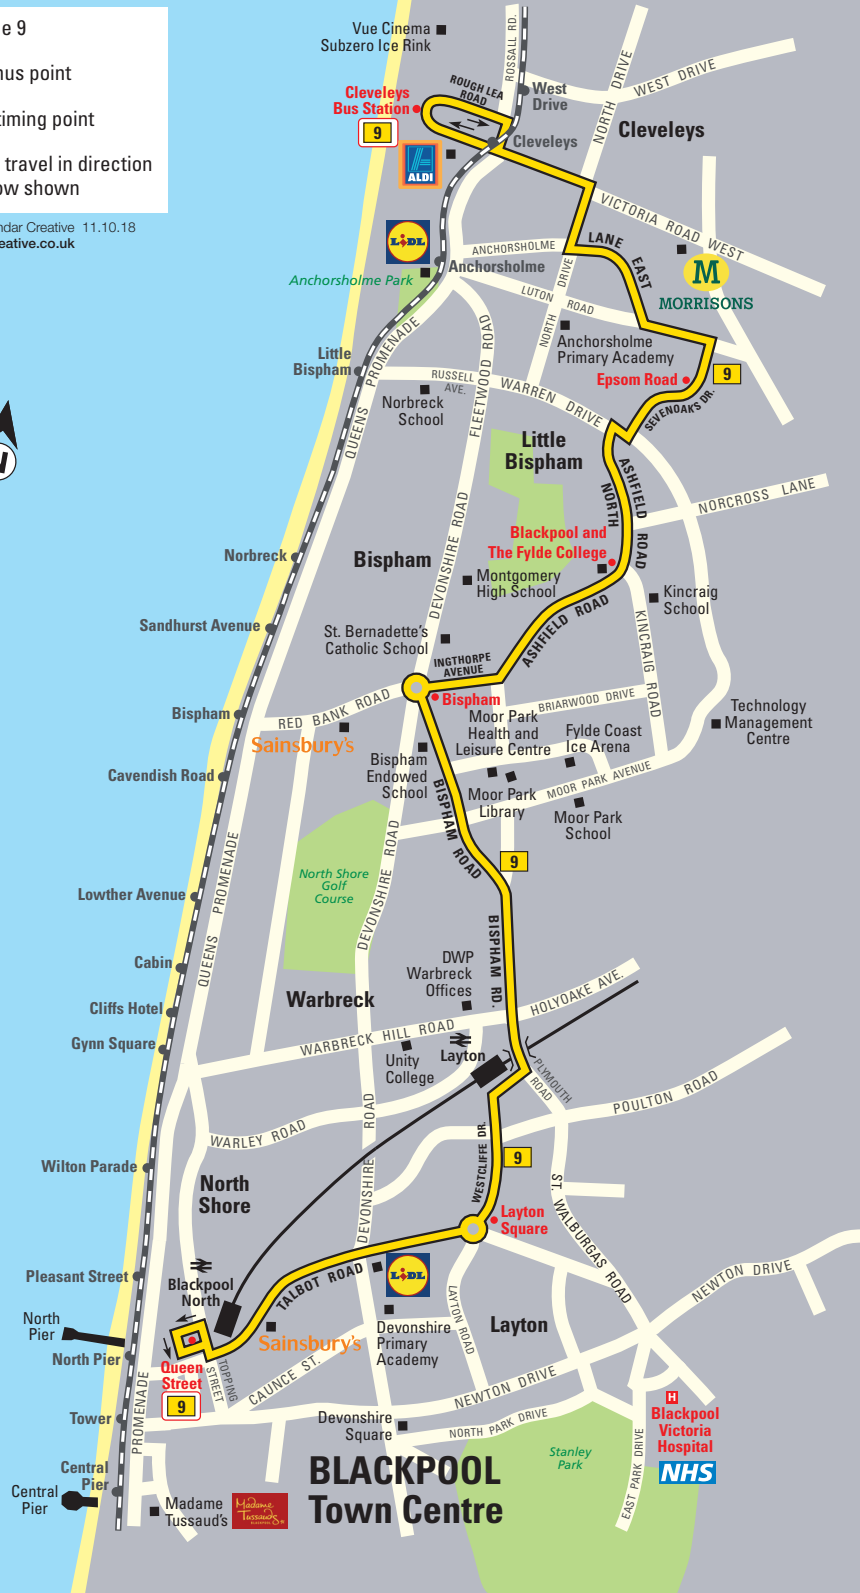 e 9
nus point
timing point
travel in direction
ow shown
ndar Creative 11.10.18
eative.co.uk
N
Vue Cinema
Subzero Ice Rink
ROSSALL RD.
Cleveleys
Bus Station
9
ROUGH LEA
ROAD
West
Drive
NORTH DRIVE
WEST DRIVE
Cleveleys
Cleveleys
ALDI
VICTORIA ROAD WEST
LIDL
ANCHORSHOLME
LANE EAST
M
MORRISONS
Anchorsholme
Anchorsholme Park
LUTON ROAD
NORTH DRIVE
Anchorsholme
Primary Academy
QUEENS PROMENADE
Little
Bispham
RUSSELL
AVE.
FLEETWOOD ROAD
WARREN DRIVE
Epsom Road
9
SEVENOAKS DR.
Norbreck
School
Little
Bispham
ASHFIELD ROAD
NORTH
NORCROSS LANE
Blackpool and
The Fylde College
Norbreck
Bispham
DEVONSHIRE ROAD
Montgomery
High School
Kincraig
School
Sandhurst Avenue
St. Bernadette's
Catholic School
INGTHORPE
AVENUE
ASHFIELD ROAD
KINCRAIG ROAD
Bispham
RED BANK ROAD
Bispham
BRIARWOOD DRIVE
Sainsbury's
Moor Park
Health and
Leisure Centre
Fylde Coast
Ice Arena
Technology
Management
Centre
Cavendish Road
Bispham
Endowed
School
Moor Park
Library
MOOR PARK AVENUE
Moor Park
School
BISPHAM ROAD
9
QUEENS PROMENADE
DEVONSHIRE ROAD
North Shore
Golf
Course
Lowther Avenue
BISPHAM RD.
Cabin
DWP
Warbreck
Offices
Warbreck
Cliffs Hotel
HOLYOAKE AVE.
Gynn Square
WARBRECK HILL ROAD
Unity
College
Layton
PLYMOUTH
ROAD
POULTON ROAD
WARLEY ROAD
DEVONSHIRE ROAD
WESTCLIFFE DR.
9
Wilton Parade
North
Shore
Layton
Square
ST. WALBURGAS ROAD
Pleasant Street
Blackpool
North
TALBOT ROAD
LIDL
NEWTON DRIVE
North
Pier
North Pier
Sainsbury's
Devonshire
Primary
Academy
LAYTON ROAD
Layton
Queen
Street
9
TOPPING
STREET
CAUNCE ST.
NEWTON DRIVE
PROMENADE
Tower
Devonshire
Square
NORTH PARK DRIVE
H
Blackpool
Victoria
Hospital
NHS
Stanley
Park
EAST PARK DRIVE
Central
Pier
Central
Pier
BLACKPOOL
Town Centre
Madame
Tussaud's
Madame
Tussauds